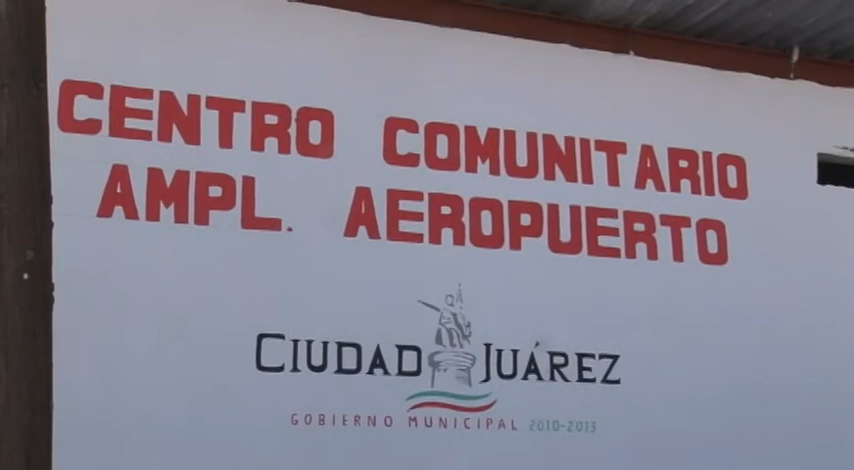 CENTRO COMUNITARIO
AMPL. AEROPUERTO
CIUDAD JUÁREZ
GOBIERNO MUNICIPAL 2010-2013